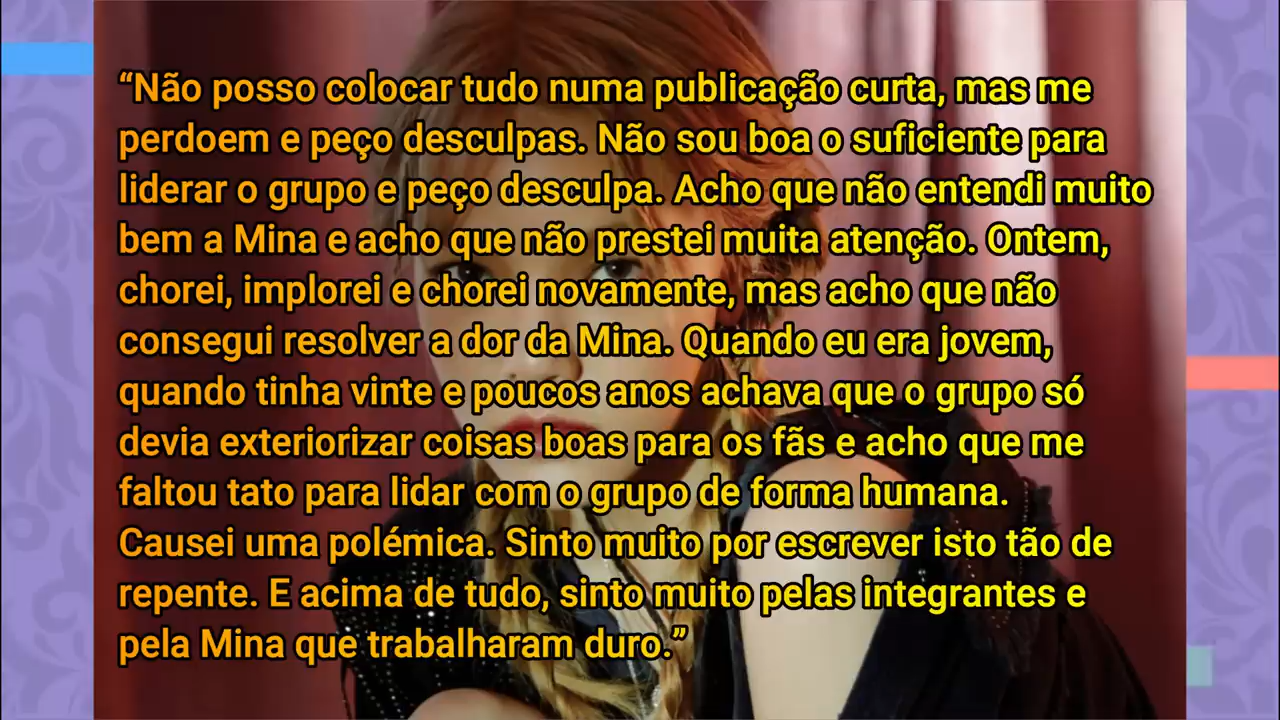 “Não posso colocar tudo numa publicação curta, mas me
perdoem e peço desculpas. Não sou boa o suficiente para
liderar o grupo e peço desculpa. Acho que não entendi muito
bem a Mina e acho que não prestei muita atenção. Ontem,
chorei, implorei e chorei novamente, mas acho que não
consegui resolver a dor da Mina. Quando eu era jovem,
quando tinha vinte e poucos anos achava que o grupo só
devia exteriorizar coisas boas para os fãs e acho que me
faltou tato para lidar com o grupo de forma humana.
Causei uma polémica. Sinto muito por escrever isto tão de
repente. E acima de tudo, sinto muito pelas integrantes e
pela Mina que trabalharam duro.”